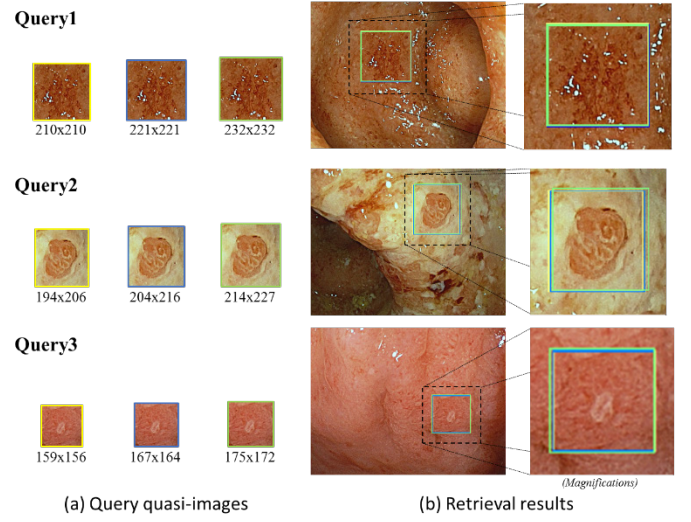 Query1
210x210 221x221 232x232
Query2
194x206 204x216 214x227
Query3
159x156 167x164 175x172
(Magnifications)
(a) Query quasi-images (b) Retrieval results